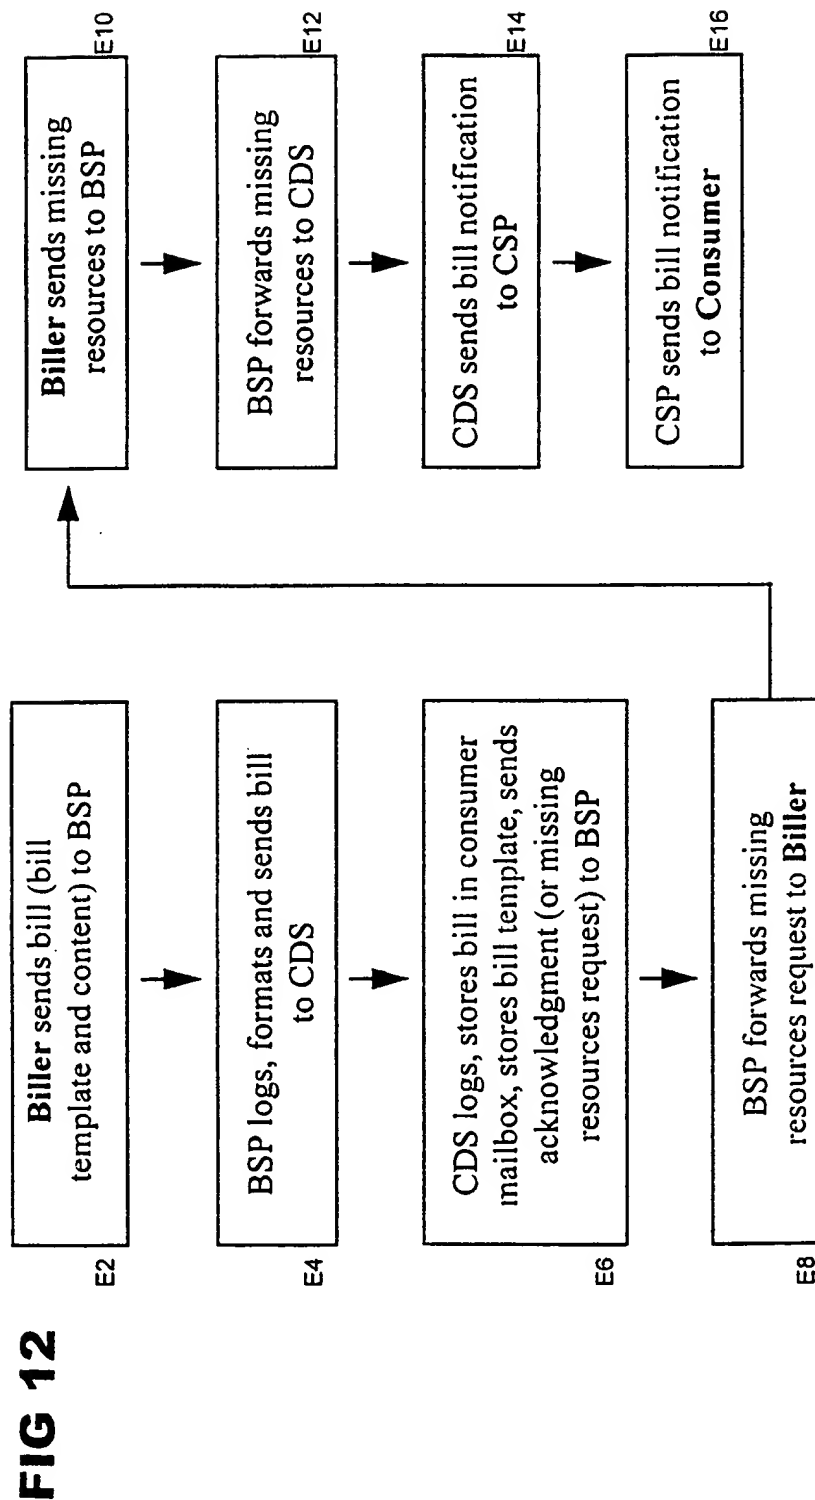 FIG 12
E2
Biller sends bill (bill
template and content) to BSP
E4
BSP logs, formats and sends bill
to CDS
E6
CDS logs, stores bill in consumer
mailbox, stores bill template, sends
acknowledgment (or missing
resources request) to BSP
E8
BSP forwards missing
resources request to Biller
E10
Biller sends missing
resources to BSP
E12
BSP forwards missing
resources to CDS
E14
CDS sends bill notification
to CSP
E16
CSP sends bill notification
to Consumer